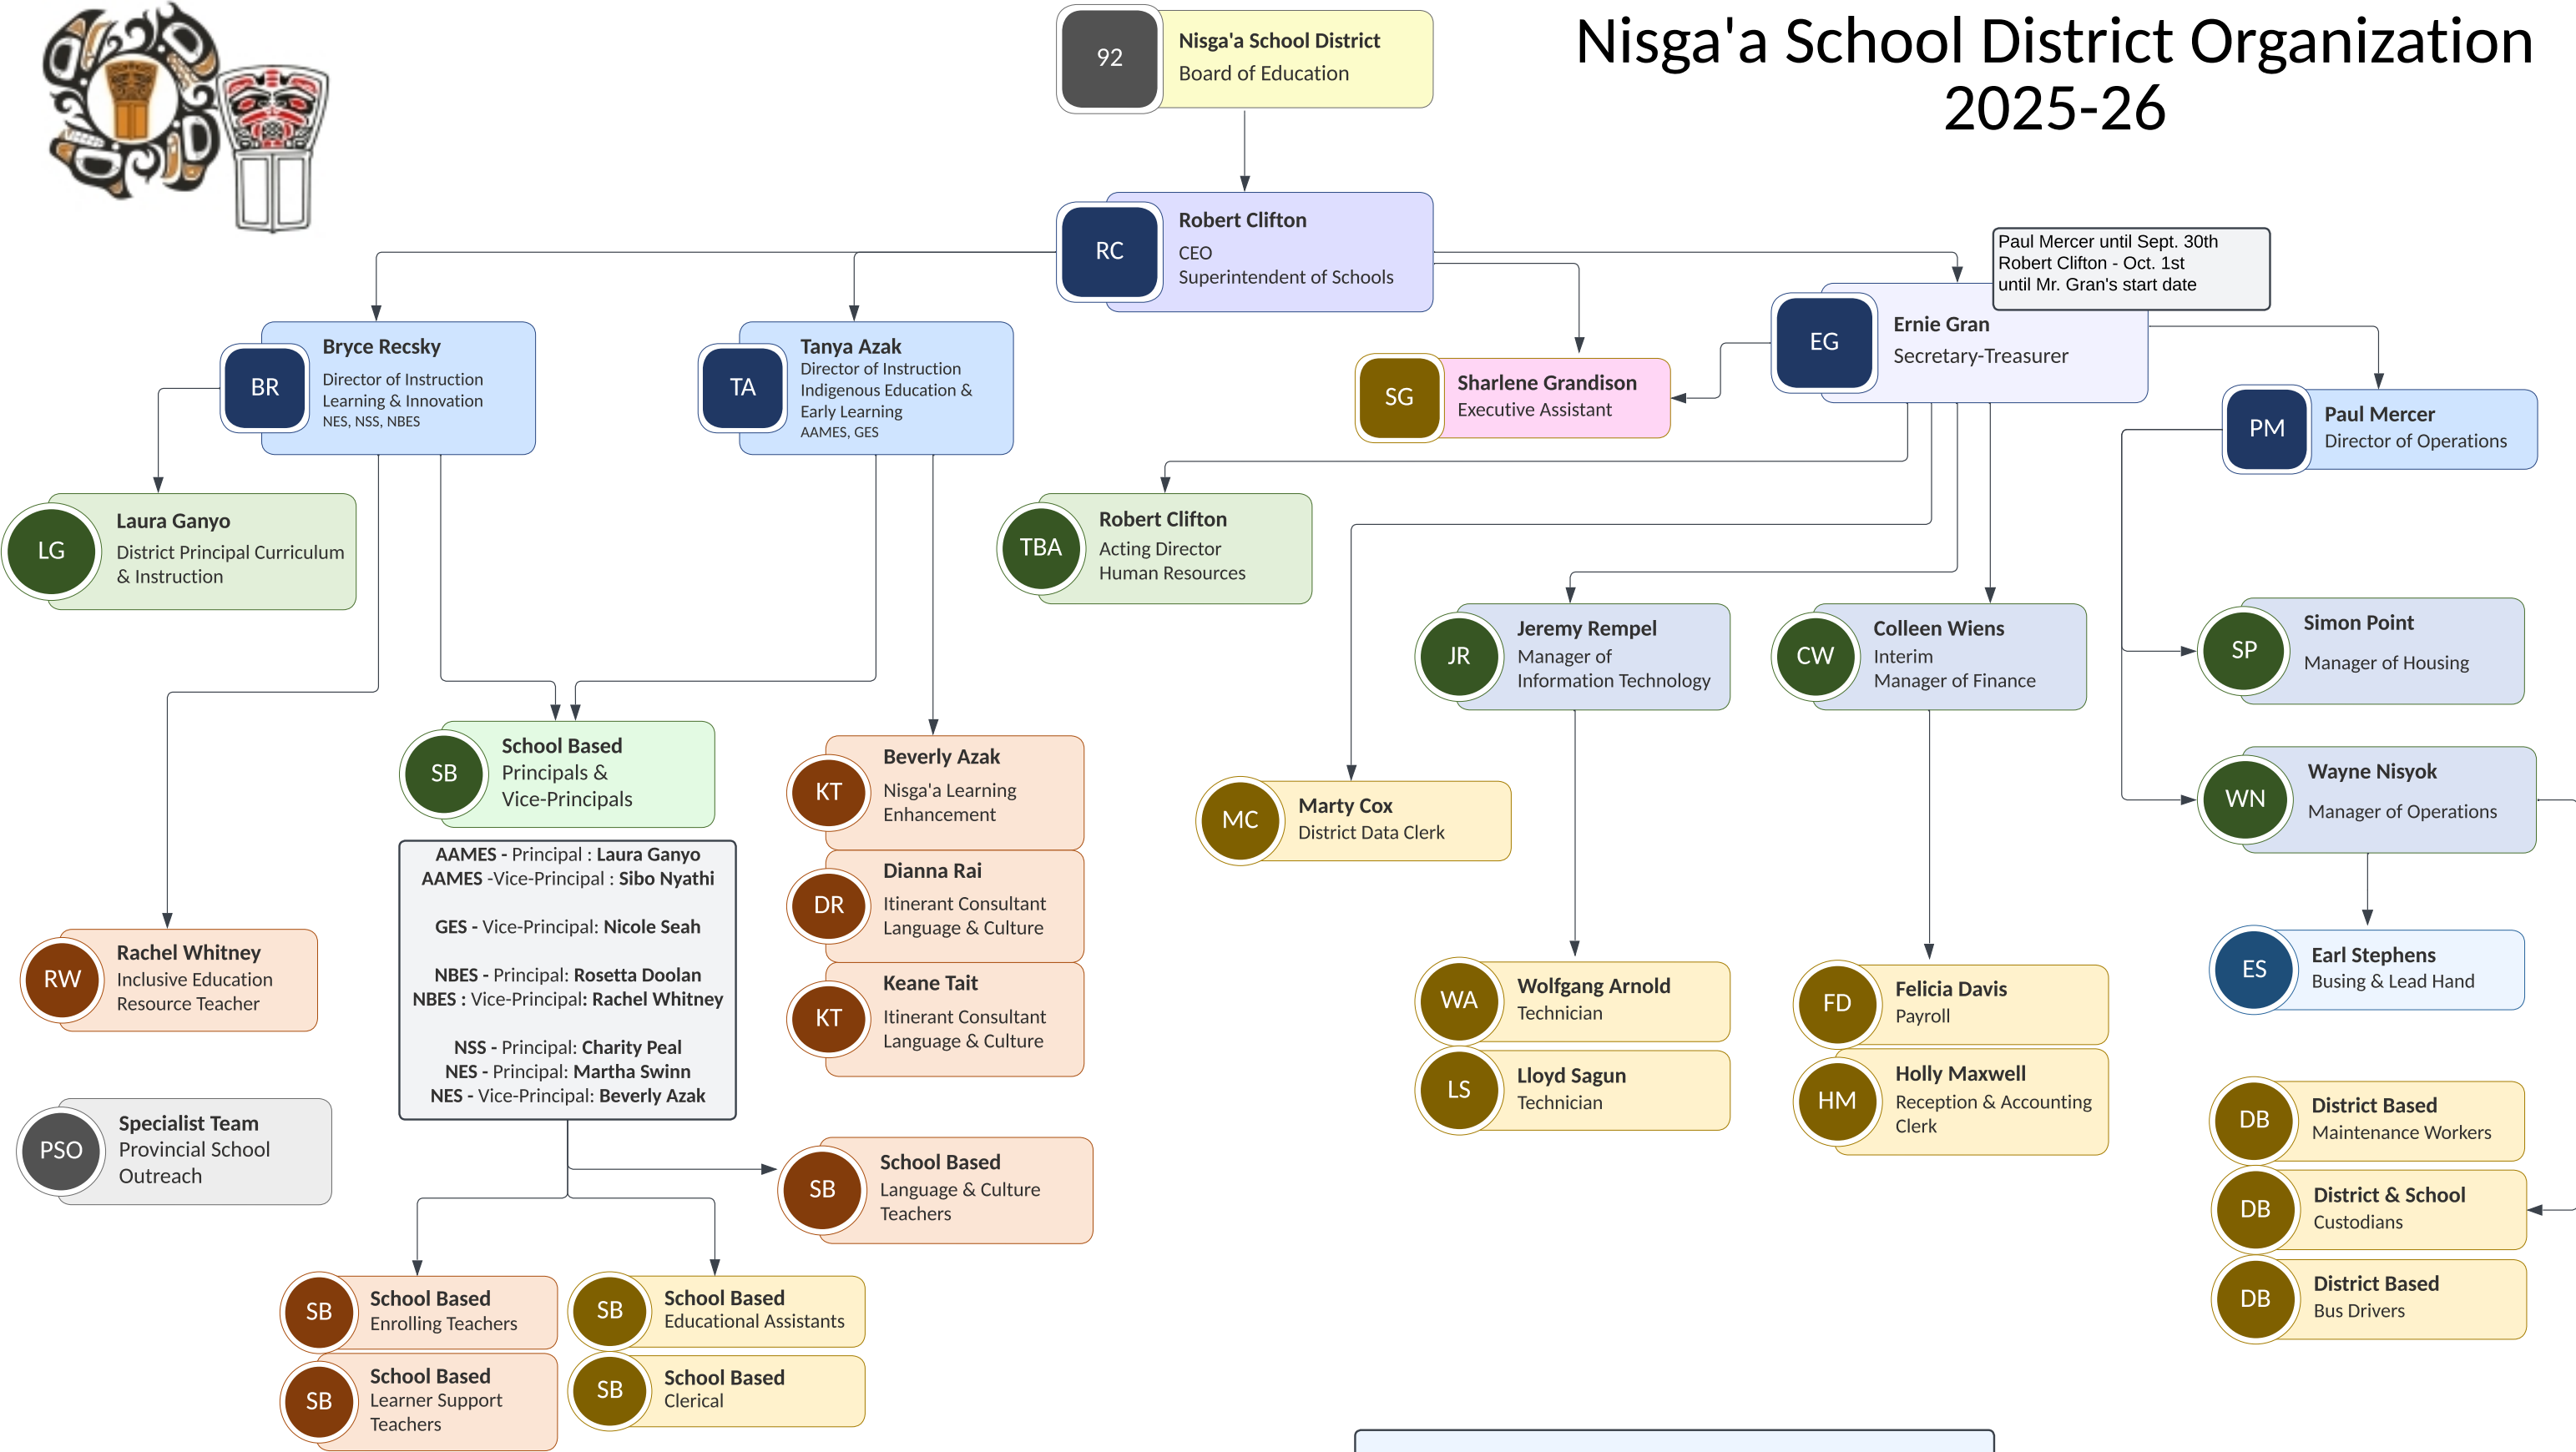 Nisga'a School District Organization
2025-26
92
Nisga'a School District
Board of Education
RC
Robert Clifton
CEO
Superintendent of Schools
Paul Mercer until Sept. 30th
Robert Clifton - Oct. 1st
until Mr. Gran's start date
BR
Bryce Recsky
Director of Instruction
Learning & Innovation
NES, NSS, NBES
TA
Tanya Azak
Director of Instruction
Indigenous Education &
Early Learning
AAMES, GES
SG
Sharlene Grandison
Executive Assistant
EG
Ernie Gran
Secretary-Treasurer
PM
Paul Mercer
Director of Operations
LG
Laura Ganyo
District Principal Curriculum
& Instruction
TBA
Robert Clifton
Acting Director
Human Resources
JR
Jeremy Rempel
Manager of
Information Technology
CW
Colleen Wiens
Interim
Manager of Finance
SP
Simon Point
Manager of Housing
SB
School Based
Principals &
Vice-Principals
KT
Beverly Azak
Nisga'a Learning
Enhancement
MC
Marty Cox
District Data Clerk
WN
Wayne Nisyok
Manager of Operations
AAMES - Principal : Laura Ganyo
AAMES -Vice-Principal : Sibo Nyathi
GES - Vice-Principal: Nicole Seah
NBES - Principal: Rosetta Doolan
NBES : Vice-Principal: Rachel Whitney
NSS - Principal: Charity Peal
NES - Principal: Martha Swinn
NES - Vice-Principal: Beverly Azak
DR
Dianna Rai
Itinerant Consultant
Language & Culture
KT
Keane Tait
Itinerant Consultant
Language & Culture
RW
Rachel Whitney
Inclusive Education
Resource Teacher
WA
Wolfgang Arnold
Technician
LS
Lloyd Sagun
Technician
FD
Felicia Davis
Payroll
HM
Holly Maxwell
Reception & Accounting
Clerk
ES
Earl Stephens
Busing & Lead Hand
PSO
Specialist Team
Provincial School
Outreach
SB
School Based
Language & Culture
Teachers
DB
District Based
Maintenance Workers
DB
District & School
Custodians
DB
District Based
Bus Drivers
SB
School Based
Enrolling Teachers
SB
School Based
Educational Assistants
SB
School Based
Learner Support
Teachers
SB
School Based
Clerical